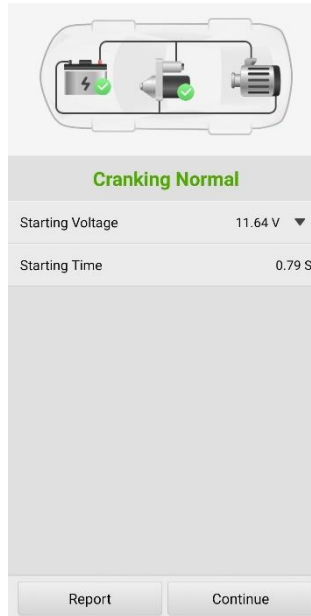 Cranking Normal
Starting Voltage 11.64 V
Starting Time 0.79 S
Report Continue